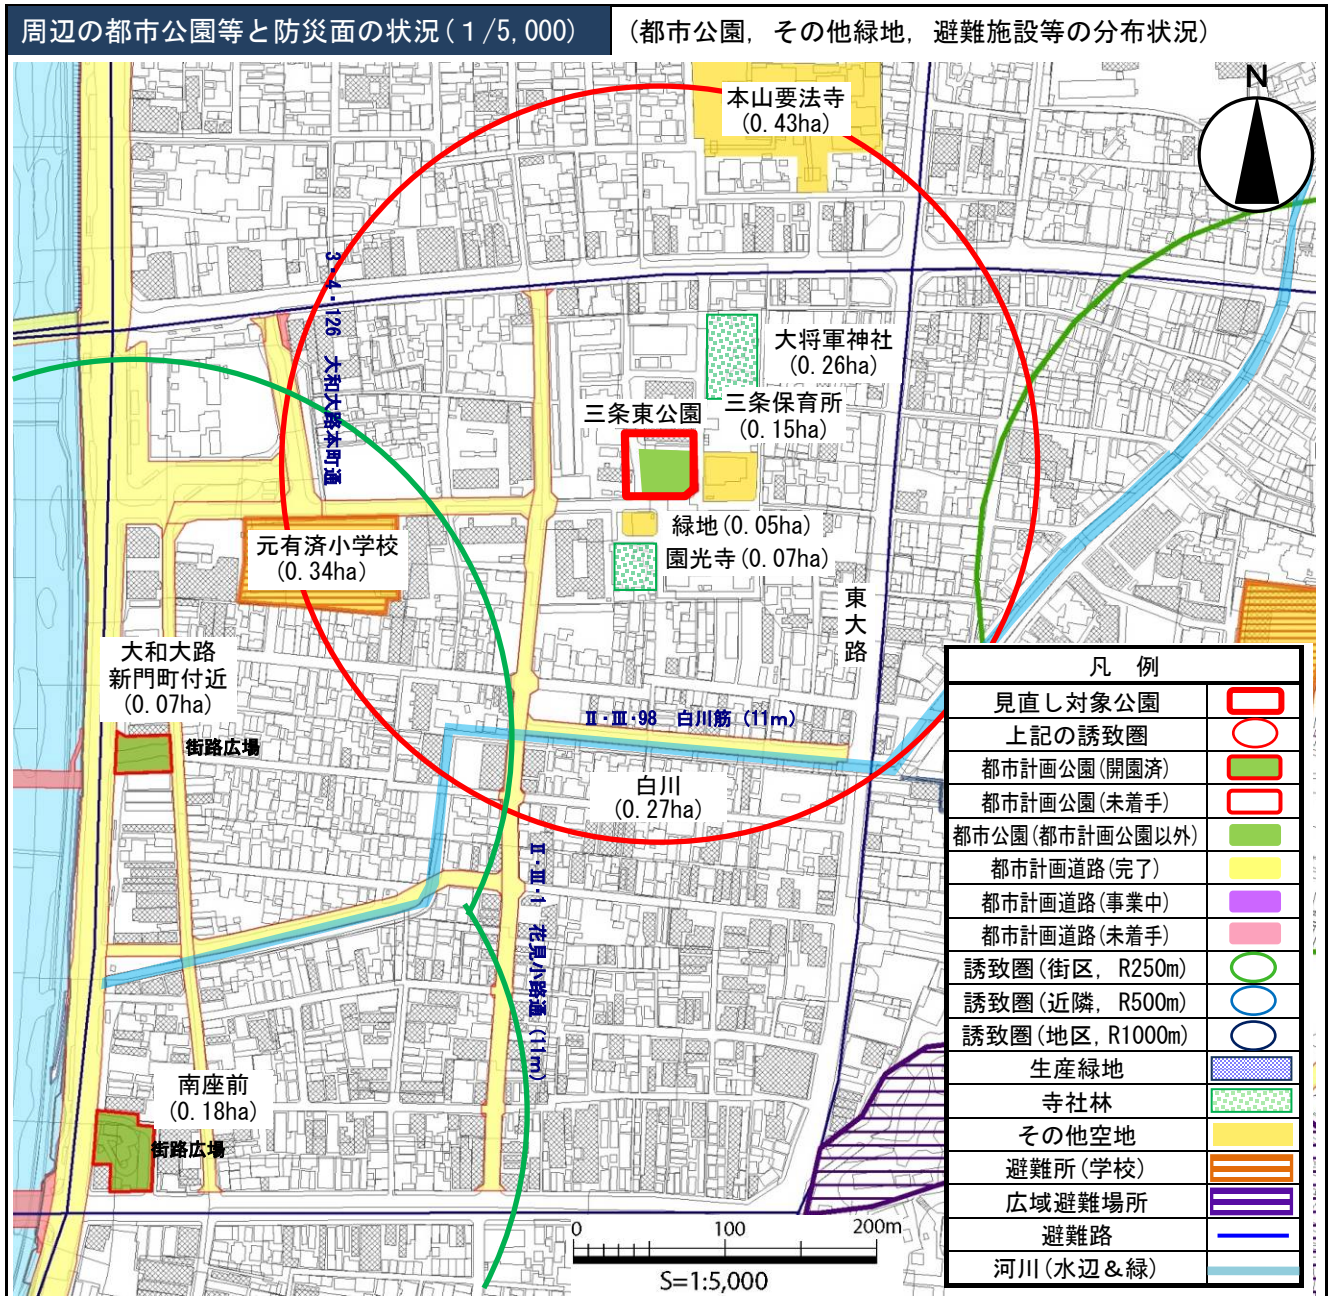 周辺の都市公園等と防災面の状況(1/5,000)
(都市公園, その他緑地, 避難施設等の分布状況)
N
本山要法寺
(0.43ha)
3・4・126 大和大路本町通
大将軍神社
(0.26ha)
三条保育所
(0.15ha)
三条東公園
緑地(0.05ha)
園光寺(0.07ha)
元有済小学校
(0.34ha)
東大路
大和大路
新門町付近
(0.07ha)
街路広場
Ⅱ・Ⅲ・98 白川筋 (11m)
白川
(0.27ha)
Ⅱ・Ⅲ・1 花見小路通 (11m)
南座前
(0.18ha)
街路広場
凡 例
見直し対象公園
上記の誘致圏
都市計画公園(開園済)
都市計画公園(未着手)
都市公園(都市計画公園以外)
都市計画道路(完了)
都市計画道路(事業中)
都市計画道路(未着手)
誘致圏(街区, R250m)
誘致圏(近隣, R500m)
誘致圏(地区, R1000m)
生産緑地
寺社林
その他空地
避難所(学校)
広域避難場所
避難路
河川(水辺&緑)
0 100 200m
S=1:5,000